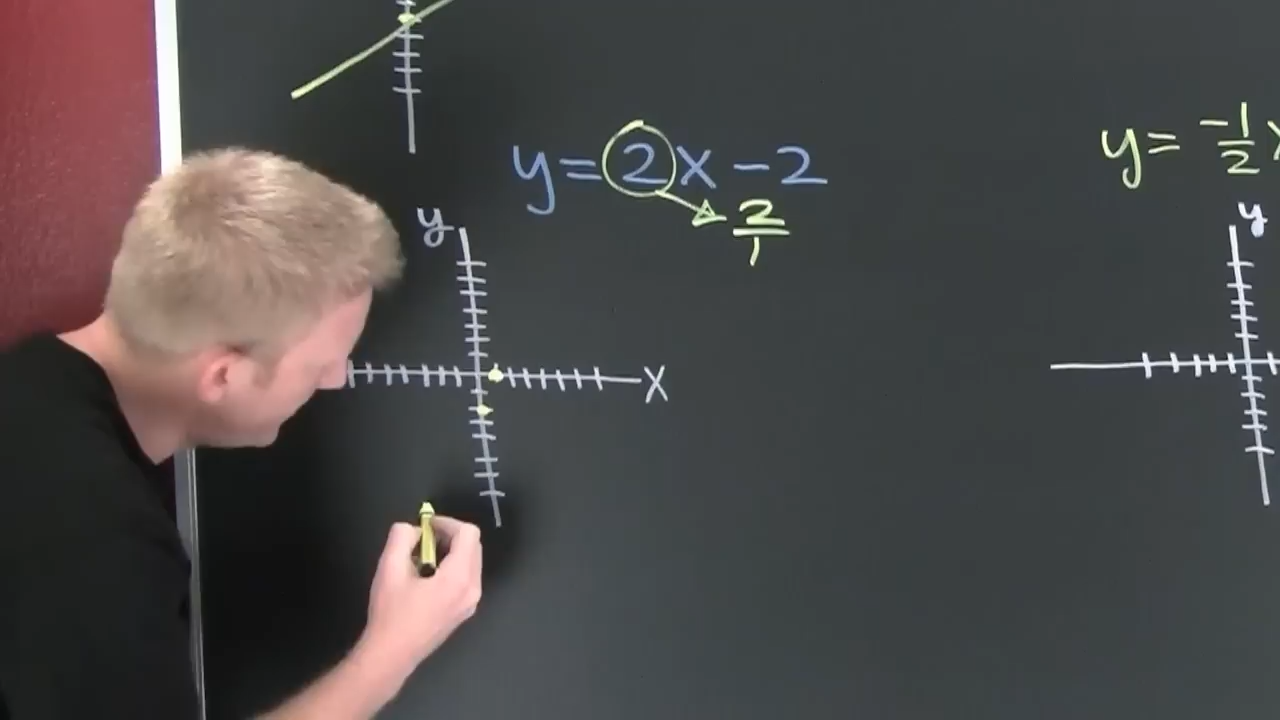 y = 2x - 2
2/1
y
x
y = -1/2
y